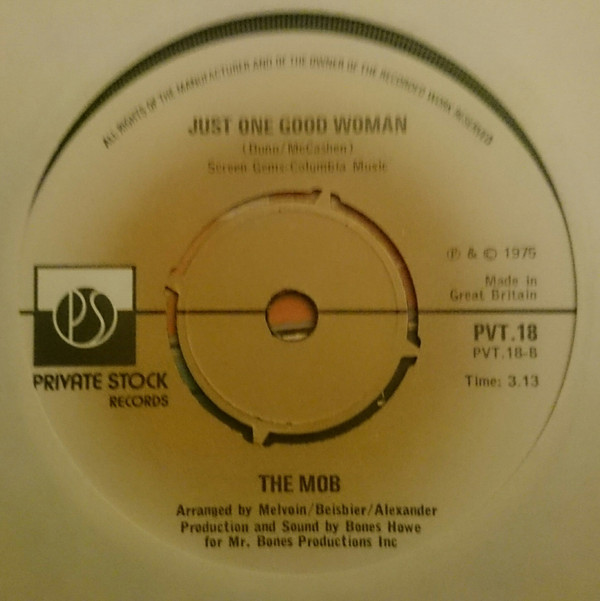 ALL RIGHTS OF THE MANUFACTURER AND OF THE OWNER OF THE RECORDED WORK RESERVED
JUST ONE GOOD WOMAN
(Dunn/McCashen)
Screen Gems-Columbia Music
℗ & © 1975
Made in
Great Britain
PS
PVT.18
PVT.18-B
PRIVATE STOCK
RECORDS
Time: 3.13
THE MOB
Arranged by Melvoin/Beisbier/Alexander
Production and Sound by Bones Howe
for Mr. Bones Productions Inc